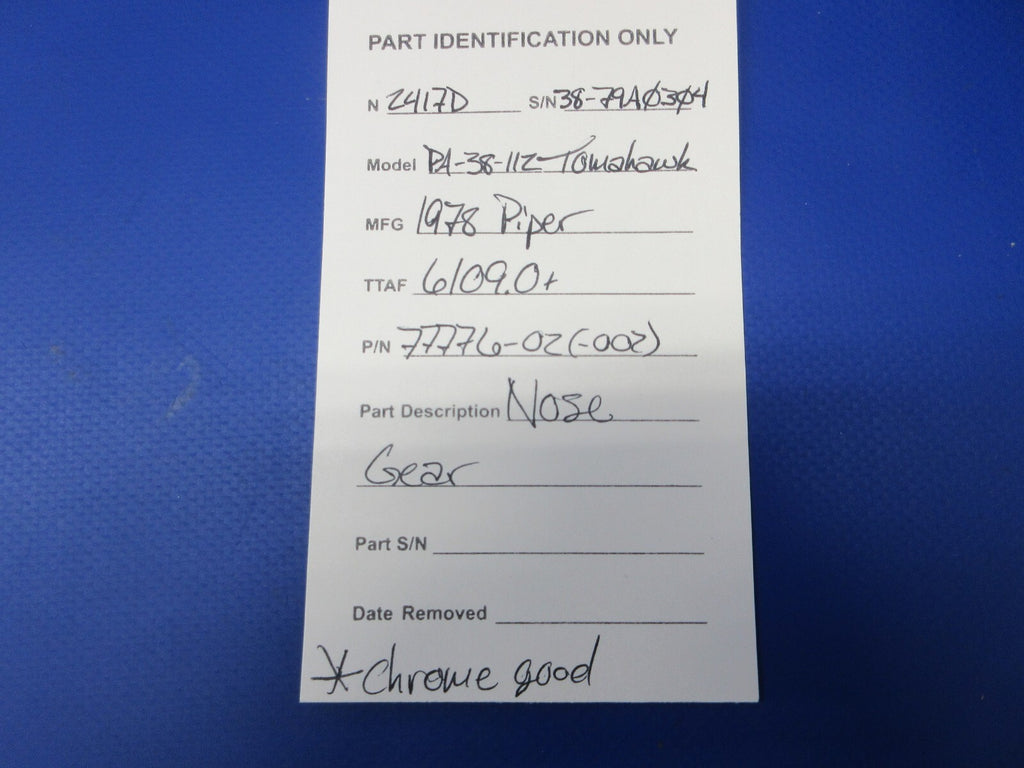 PART IDENTIFICATION ONLY
N 2417D S/N 38-79AØ3Ø4
Model PA-38-112 Tomahawk
MFG 1978 Piper
TTAF 6109.0+
P/N 77776-02 (-002)
Part Description Nose
Gear
Part S/N
Date Removed
* Chrome good